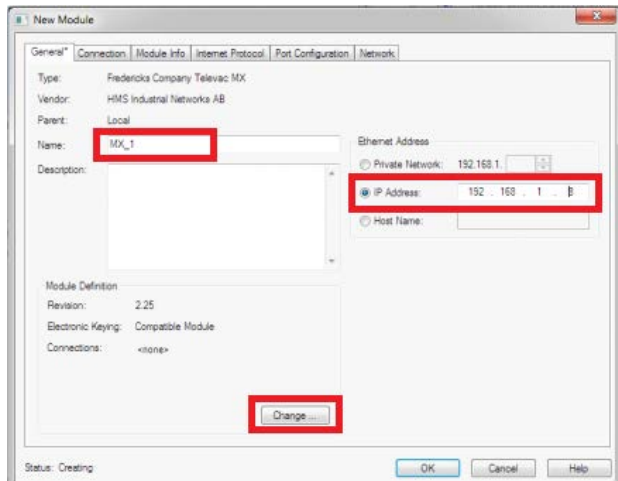 New Module
General* Connection Module Info Internet Protocol Port Configuration Network
Type: Fredericks Company Televac MX
Vendor: HMS Industrial Networks AB
Parent: Local
Name: MX_1
Description:
Ethernet Address
Private Network: 192.168.1.
IP Address: 192 . 168 . 1 .
Host Name:
Module Definition
Revision: 2.25
Electronic Keying: Compatible Module
Connections: <none>
Change ...
Status: Creating
OK Cancel Help